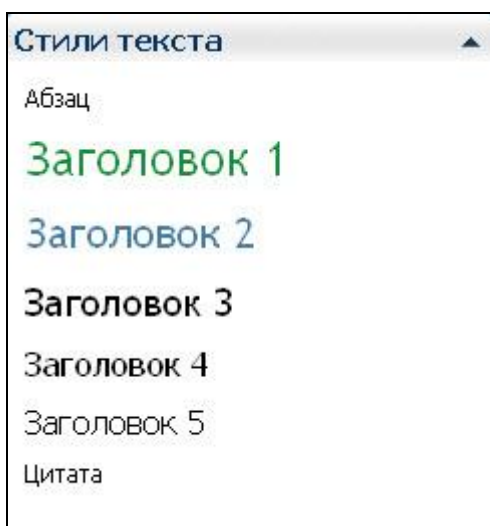 Стили текста
Абзац
Заголовок 1
Заголовок 2
Заголовок 3
Заголовок 4
Заголовок 5
Цитата